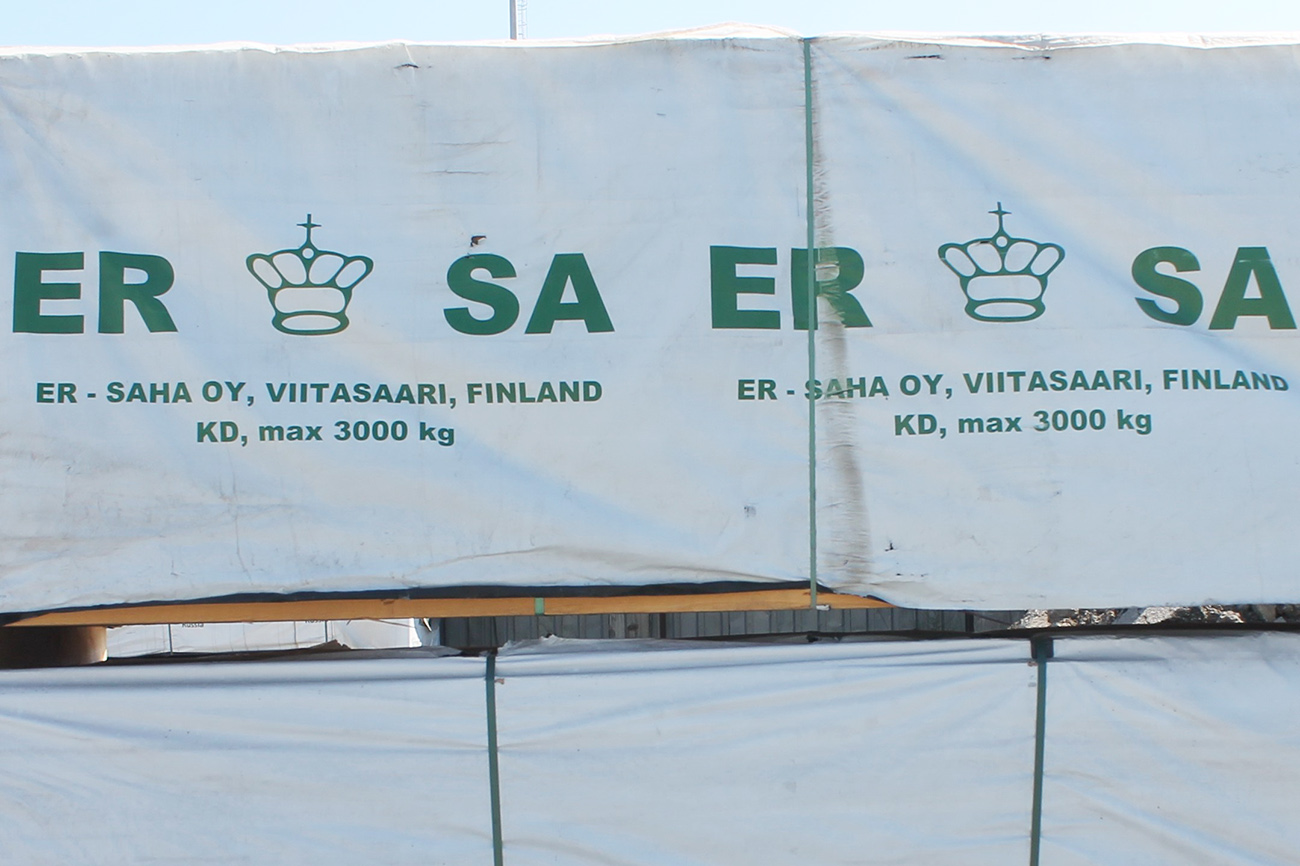 ER SA
ER - SAHA OY, VIITASAARI, FINLAND
KD, max 3000 kg
ER SA
ER - SAHA OY, VIITASAARI, FINLAND
KD, max 3000 kg